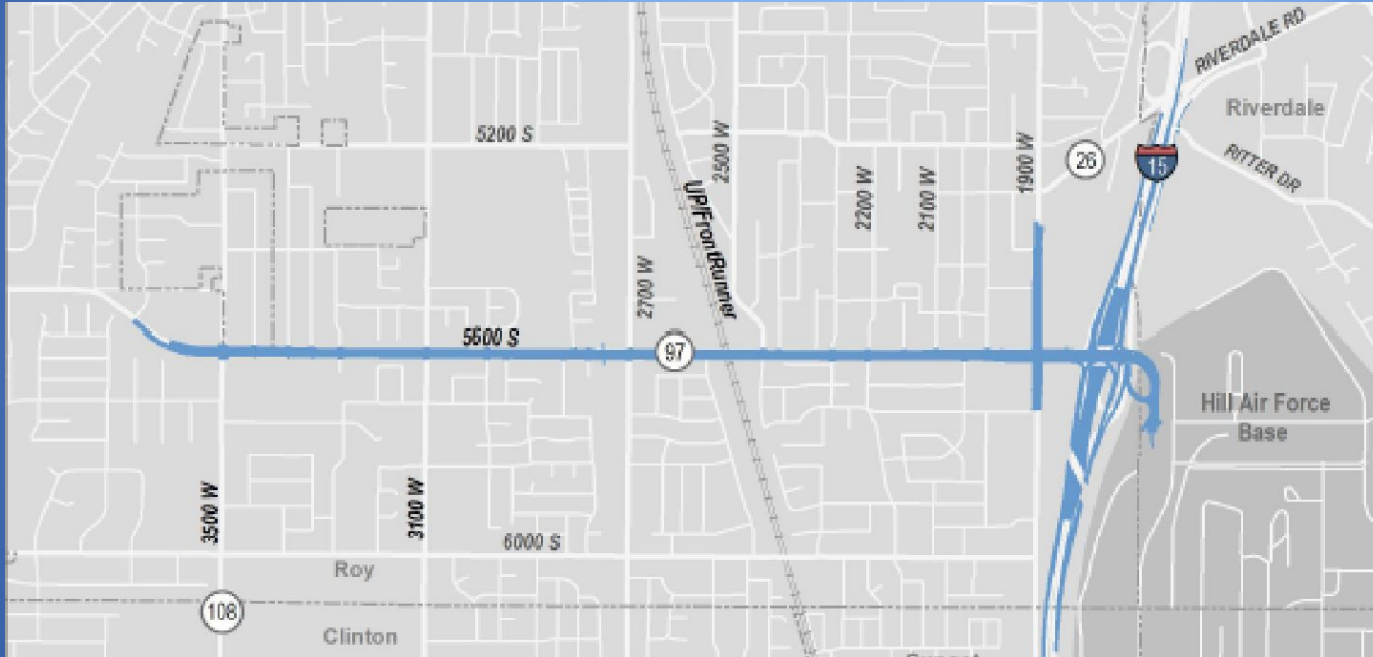 RIVERDALE RD
Riverdale
5200 S
2500 W
1900 W
26
15
RITTER DR
2200 W
2100 W
UP/FrontRunner
2700 W
5600 S
97
Hill Air Force
Base
3500 W
3100 W
6000 S
Roy
108
Clinton